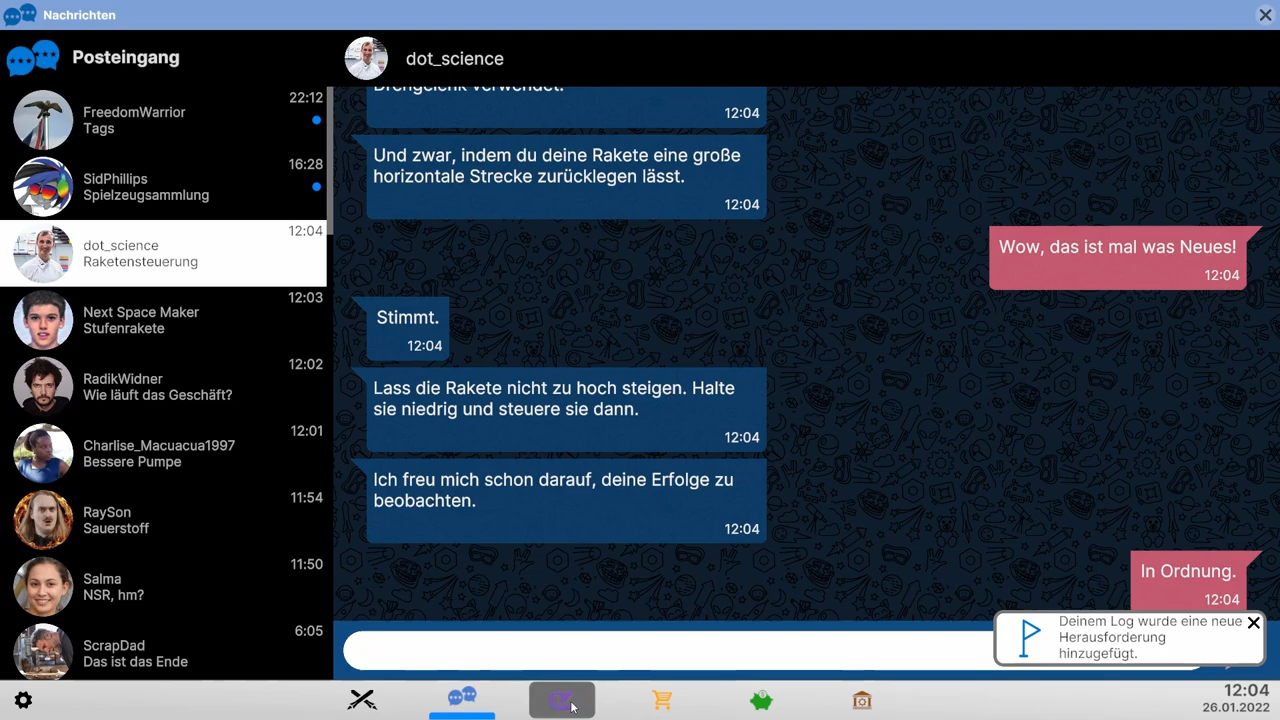 Nachrichten
Posteingang
FreedomWarrior
22:12
Tags
SidPhillips
16:28
Spielzeugsammlung
dot_science
12:04
Raketensteuerung
Next Space Maker
12:03
Stufenrakete
RadikWidner
12:02
Wie läuft das Geschäft?
Charlise_Macuacua1997
12:01
Bessere Pumpe
RaySon
11:54
Sauerstoff
Salma
11:50
NSR, hm?
ScrapDad
6:05
Das ist das Ende
dot_science
Drehgelenk verwendet.
12:04
Und zwar, indem du deine Rakete eine große
horizontale Strecke zurücklegen lässt.
12:04
Wow, das ist mal was Neues!
12:04
Stimmt.
12:04
Lass die Rakete nicht zu hoch steigen. Halte
sie niedrig und steuere sie dann.
12:04
Ich freu mich schon darauf, deine Erfolge zu
beobachten.
12:04
In Ordnung.
12:04
Deinem Log wurde eine neue
Herausforderung
hinzugefügt.
12:04
26.01.2022